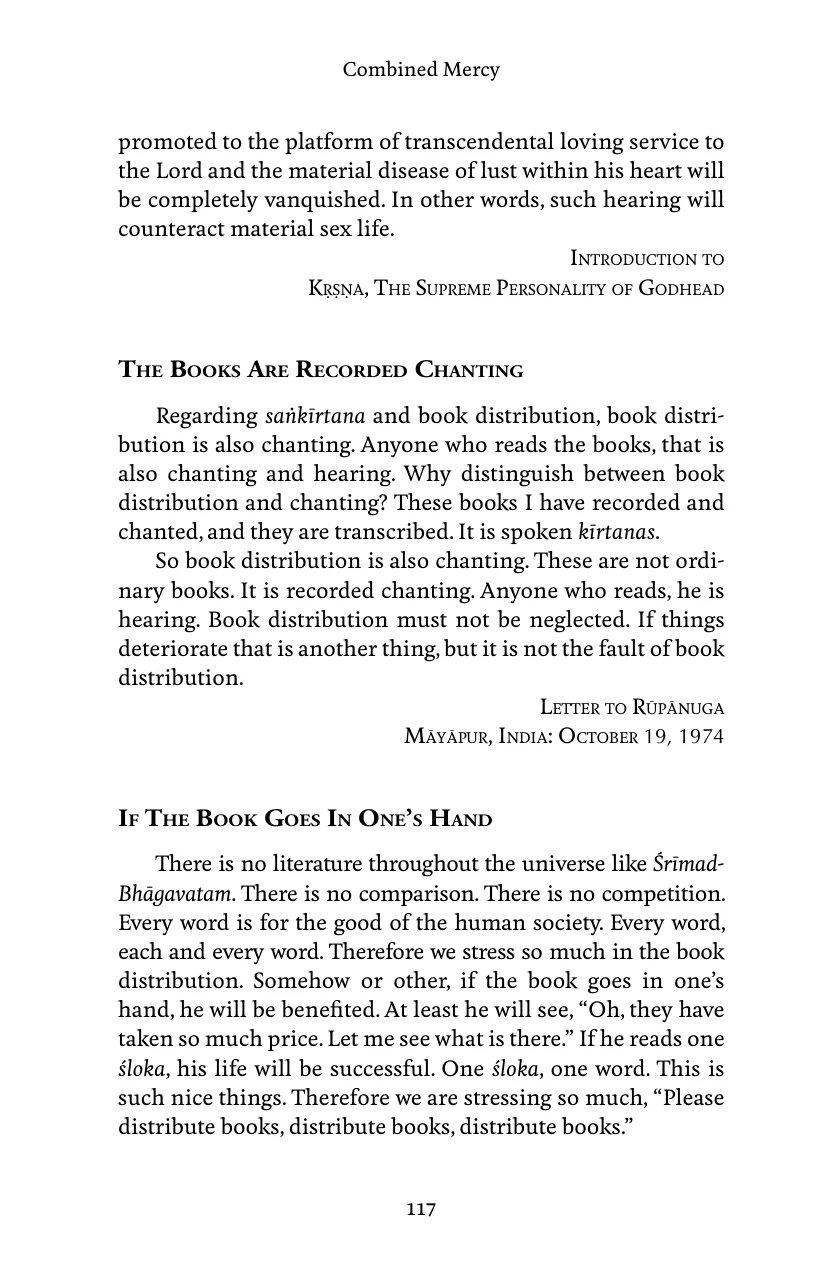 Combined Mercy
promoted to the platform of transcendental loving service to
the Lord and the material disease of lust within his heart will
be completely vanquished. In other words, such hearing will
counteract material sex life.
Introduction to
Kṛṣṇa, The Supreme Personality of Godhead
The Books Are Recorded Chanting
Regarding saṅkīrtana and book distribution, book distri-
bution is also chanting. Anyone who reads the books, that is
also chanting and hearing. Why distinguish between book
distribution and chanting? These books I have recorded and
chanted, and they are transcribed. It is spoken kīrtanas.
So book distribution is also chanting. These are not ordi-
nary books. It is recorded chanting. Anyone who reads, he is
hearing. Book distribution must not be neglected. If things
deteriorate that is another thing, but it is not the fault of book
distribution.
Letter to Rūpānuga
Māyāpur, India: October 19, 1974
If The Book Goes In One’s Hand
There is no literature throughout the universe like Śrīmad-
Bhāgavatam. There is no comparison. There is no competition.
Every word is for the good of the human society. Every word,
each and every word. Therefore we stress so much in the book
distribution. Somehow or other, if the book goes in one’s
hand, he will be benefited. At least he will see, “Oh, they have
taken so much price. Let me see what is there.” If he reads one
śloka, his life will be successful. One śloka, one word. This is
such nice things. Therefore we are stressing so much, “Please
distribute books, distribute books, distribute books.”
117